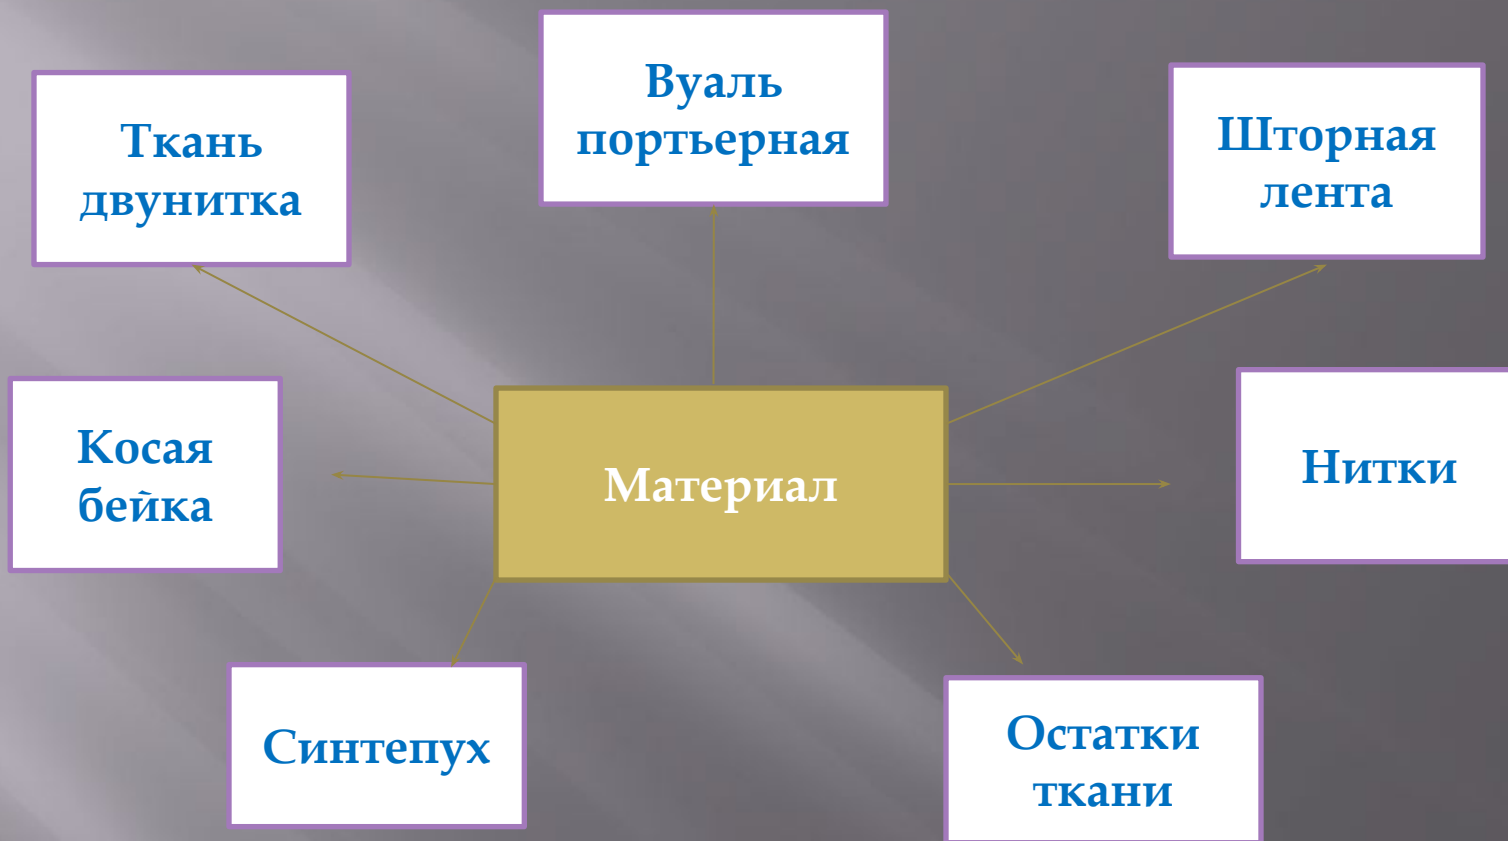 Вуаль
портьерная
Ткань
двунитка
Шторная
лента
Косая
бейка
Материал
Нитки
Синтепух
Остатки
ткани